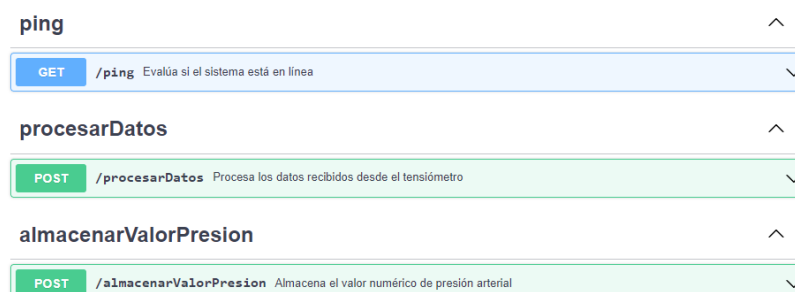 ping
GET /ping Evalúa si el sistema está en línea
procesarDatos
POST /procesarDatos Procesa los datos recibidos desde el tensiómetro
almacenarValorPresion
POST /almacenarValorPresion Almacena el valor numérico de presión arterial